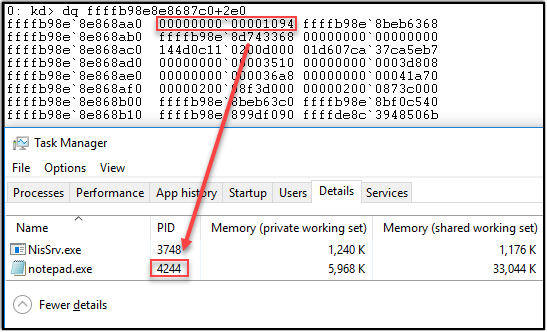 0: kd> dq ffffb98e8e8687c0+2e0
ffffb98e`8e868aa0 00000000`00001094 ffffb98e`8beb6368
ffffb98e`8e868ab0 ffffb98e`8d743368 00000000`00000000
ffffb98e`8e868ac0 144d0c11`0200d000 01d607ca`37ca5eb7
ffffb98e`8e868ad0 00000000`00003510 00000000`0003d808
ffffb98e`8e868ae0 00000000`000036a8 00000000`00041a70
ffffb98e`8e868af0 00000200`0873c000
ffffb98e`8e868b00 ffffb98e`8beb63c0 ffffb98e`8bf0c540
ffffb98e`8e868b10 ffffb98e`899df090 ffffde8c`3948506b
Task Manager
File Options View
Processes Performance App history Startup Users Details Services
Name PID Memory (private working set) Memory (shared working set)
NisSrv.exe 3748 1,240 K 1,176 K
notepad.exe 4244 5,968 K 33,044 K
Fewer details